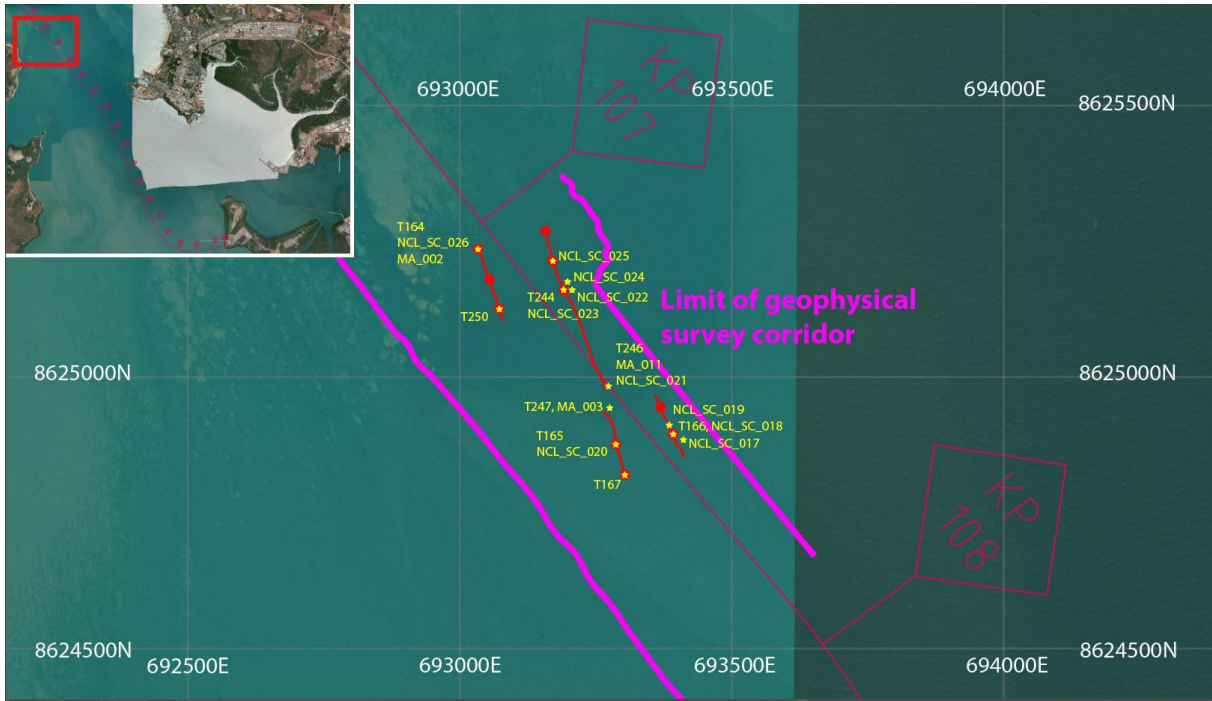 693000E
693500E
694000E
8625500N
KP
107
T164
NCL_SC_026
MA_002
NCL_SC_025
NCL_SC_024
T244
NCL_SC_022
NCL_SC_023
T250
Limit of geophysical
survey corridor
T246
MA_011
NCL_SC_021
8625000N
8625000N
T247, MA_003
NCL_SC_019
T166, NCL_SC_018
NCL_SC_017
T165
NCL_SC_020
T167
KP
108
8624500N
8624500N
692500E
693000E
693500E
694000E